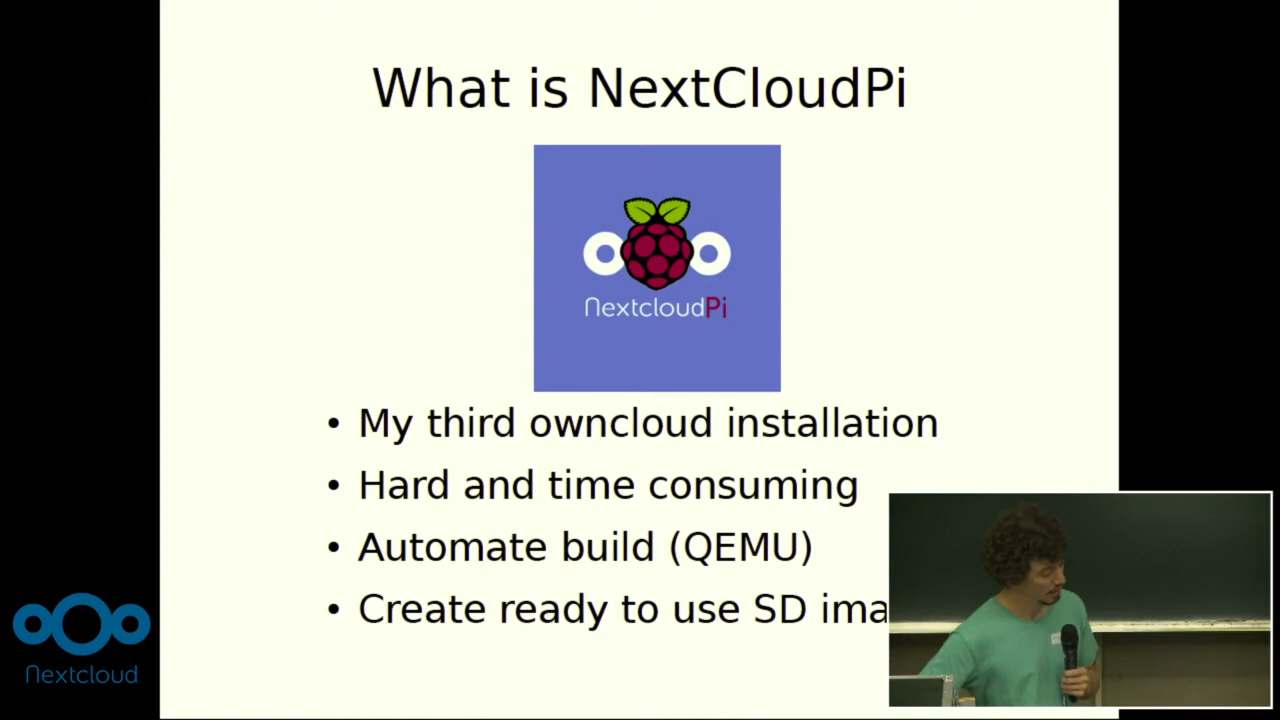 What is NextCloudPi
NextcloudPi
• My third owncloud installation
• Hard and time consuming
• Automate build (QEMU)
• Create ready to use SD ima
Nextcloud